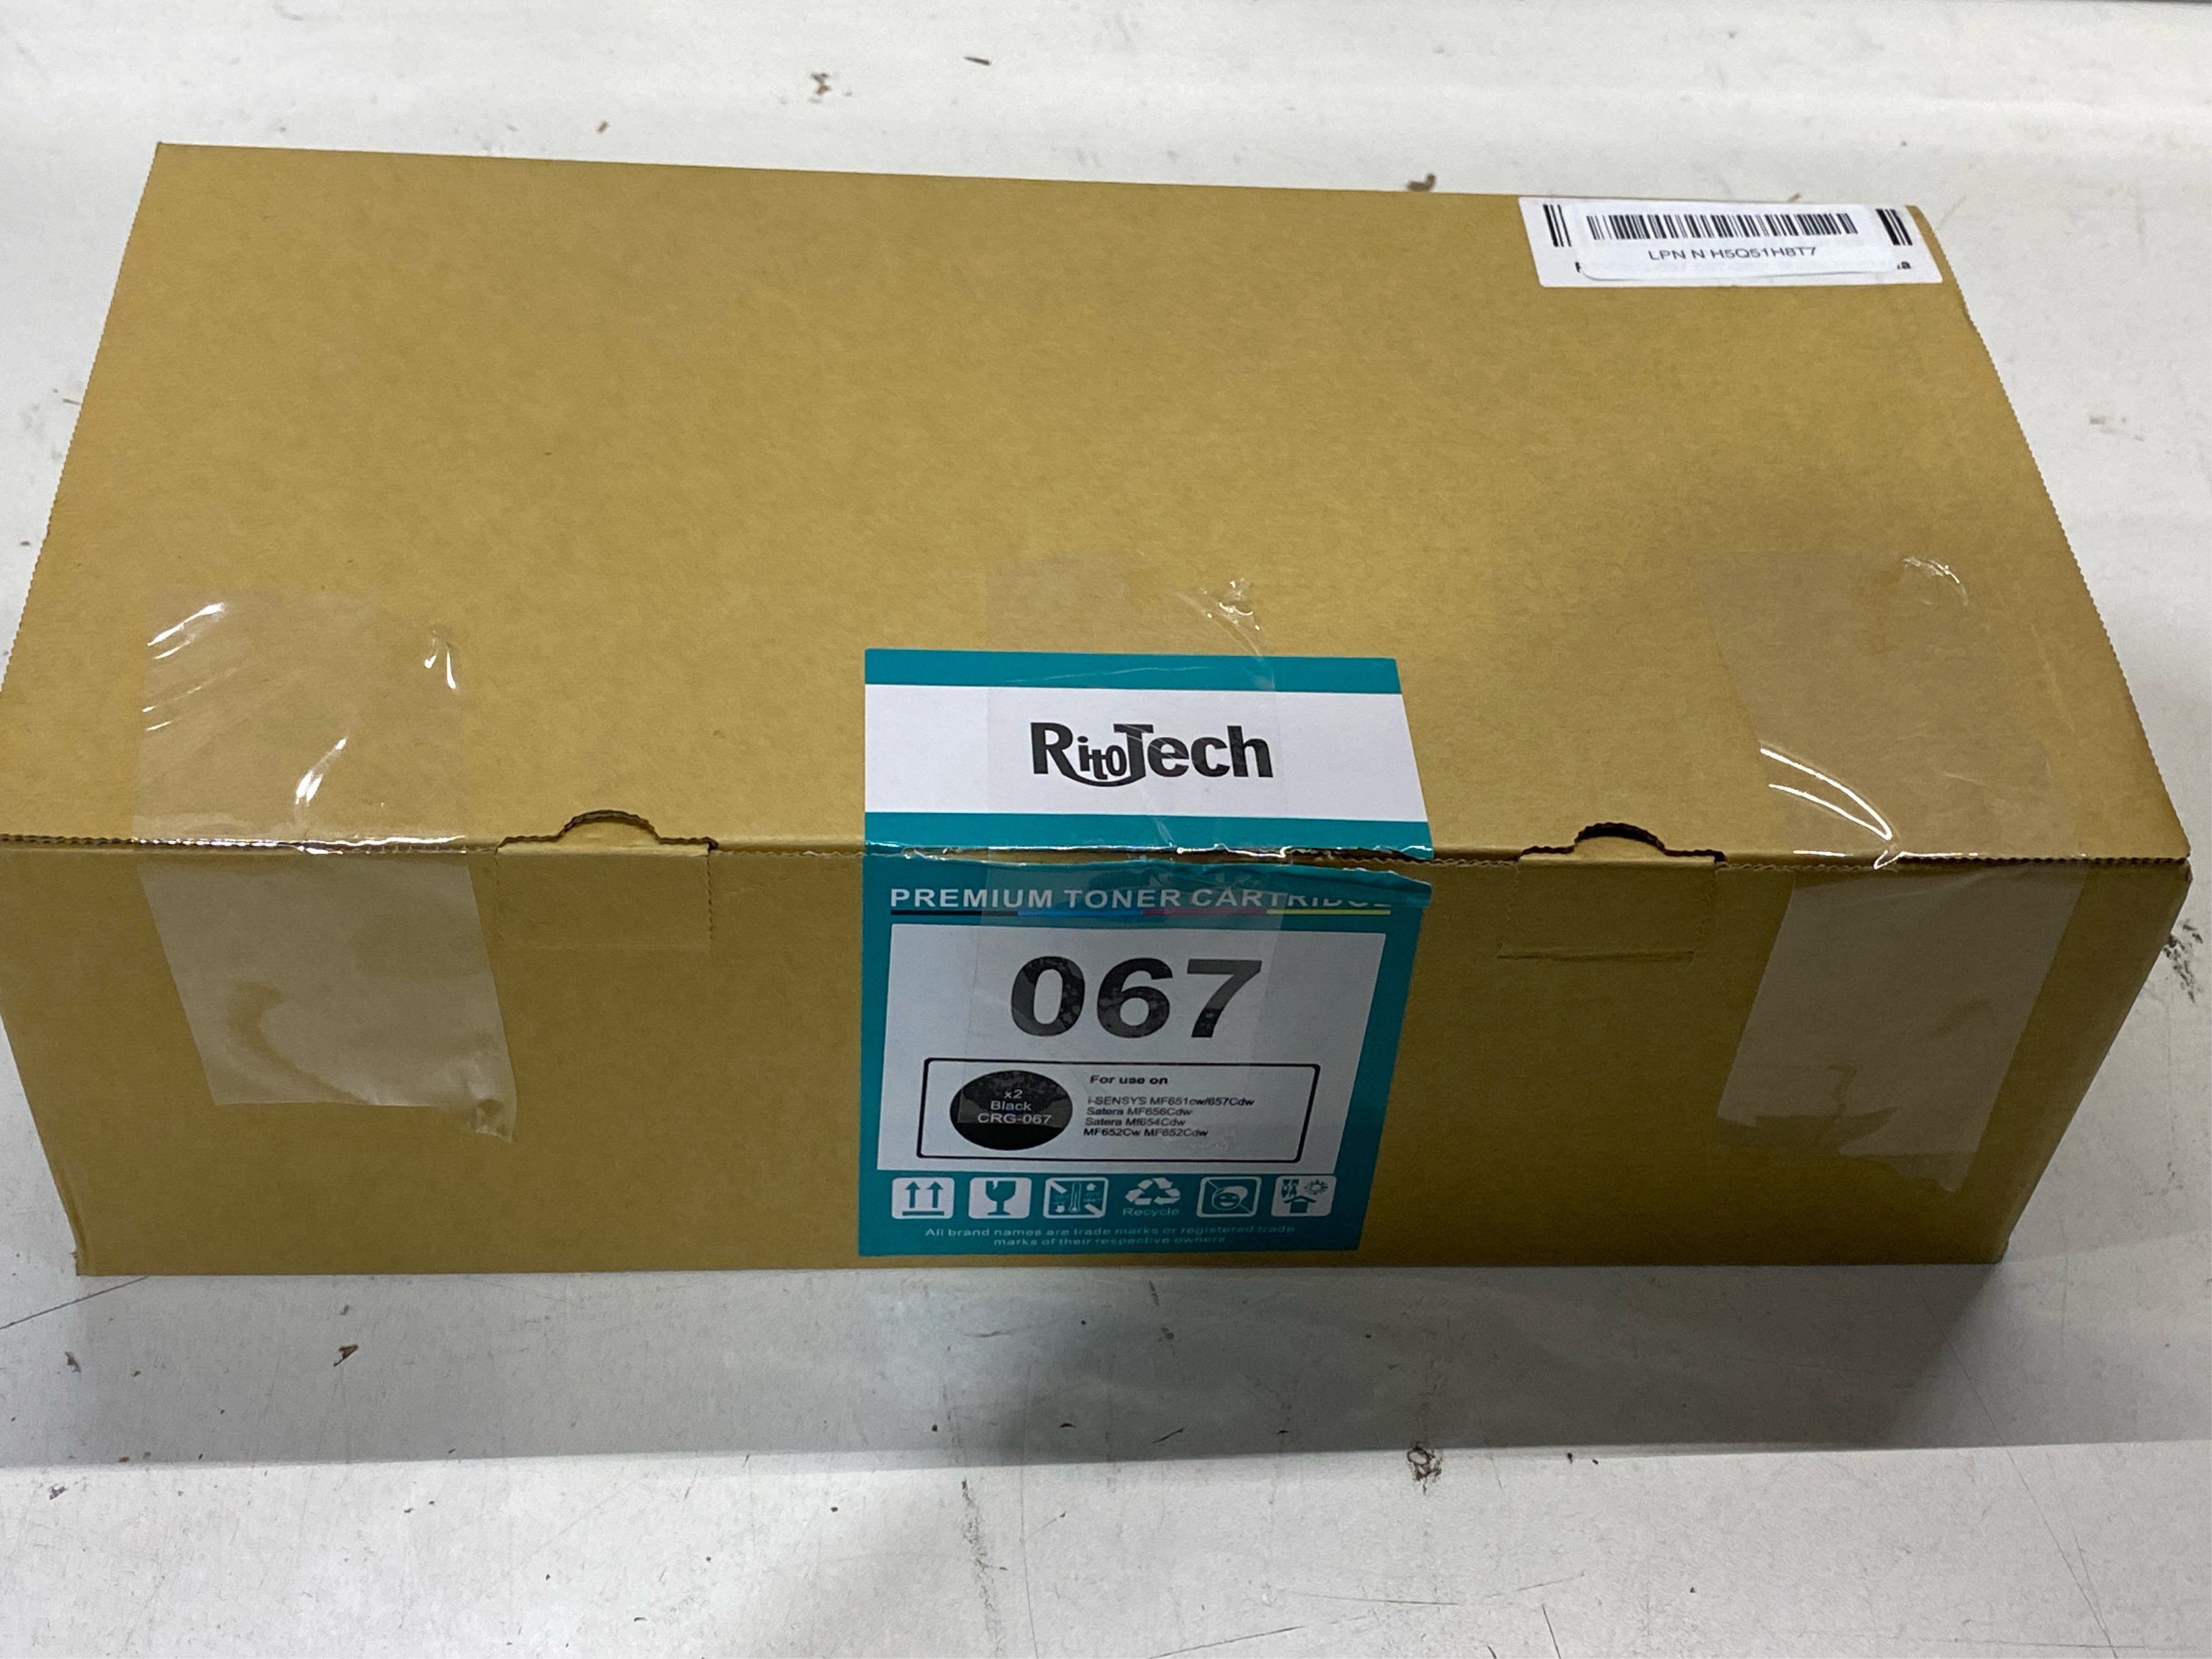 LPN N H5Q51H8T7
RitoTech
PREMIUM TONER CARTRIDGE
067
x2
Black
CRG-067
For use on
i-SENSYS MF651cw/657Cdw
Satera MF656Cdw
Satera Mf654Cdw
MF652Cw MF652Cdw
Recycle
All brand names are trade marks or registered trade
marks of their respective owners